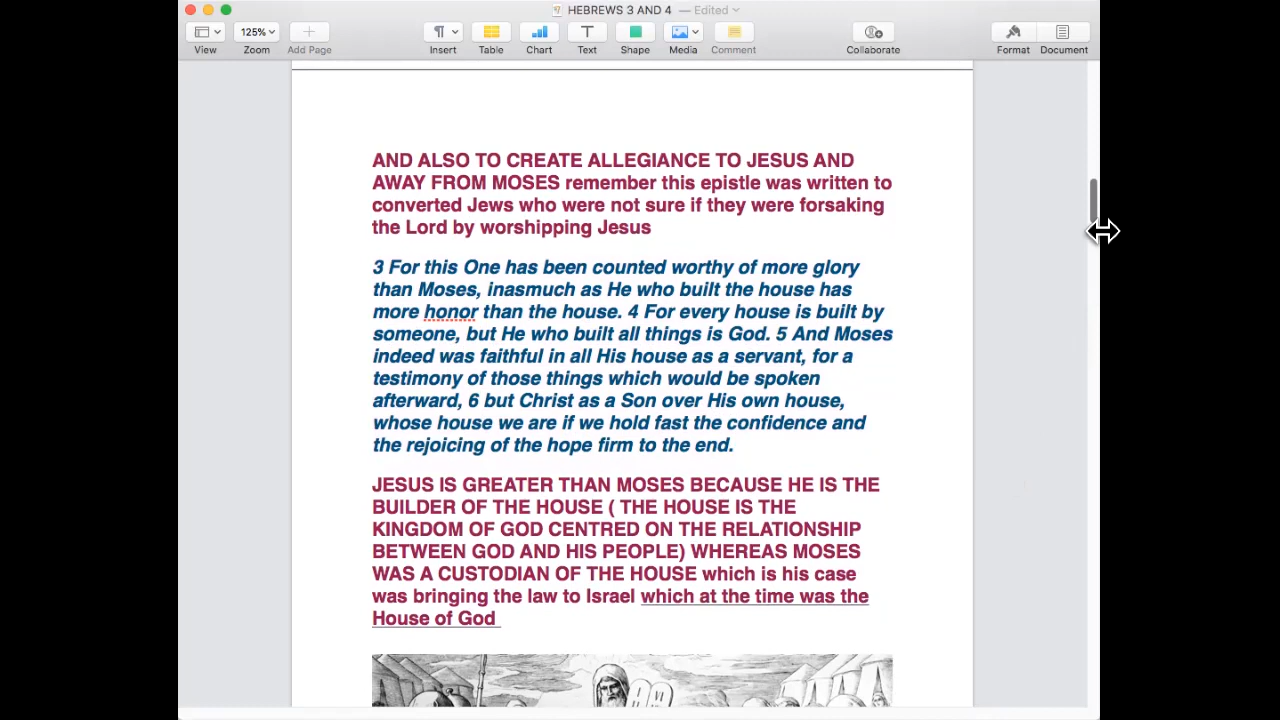 HEBREWS 3 AND 4 — Edited
125%
View Zoom Add Page Insert Table Chart Text Shape Media Comment Collaborate Format Document
AND ALSO TO CREATE ALLEGIANCE TO JESUS AND
AWAY FROM MOSES remember this epistle was written to
converted Jews who were not sure if they were forsaking
the Lord by worshipping Jesus
3 For this One has been counted worthy of more glory
than Moses, inasmuch as He who built the house has
more honor than the house. 4 For every house is built by
someone, but He who built all things is God. 5 And Moses
indeed was faithful in all His house as a servant, for a
testimony of those things which would be spoken
afterward, 6 but Christ as a Son over His own house,
whose house we are if we hold fast the confidence and
the rejoicing of the hope firm to the end.
JESUS IS GREATER THAN MOSES BECAUSE HE IS THE
BUILDER OF THE HOUSE ( THE HOUSE IS THE
KINGDOM OF GOD CENTRED ON THE RELATIONSHIP
BETWEEN GOD AND HIS PEOPLE) WHEREAS MOSES
WAS A CUSTODIAN OF THE HOUSE which is his case
was bringing the law to Israel which at the time was the
House of God